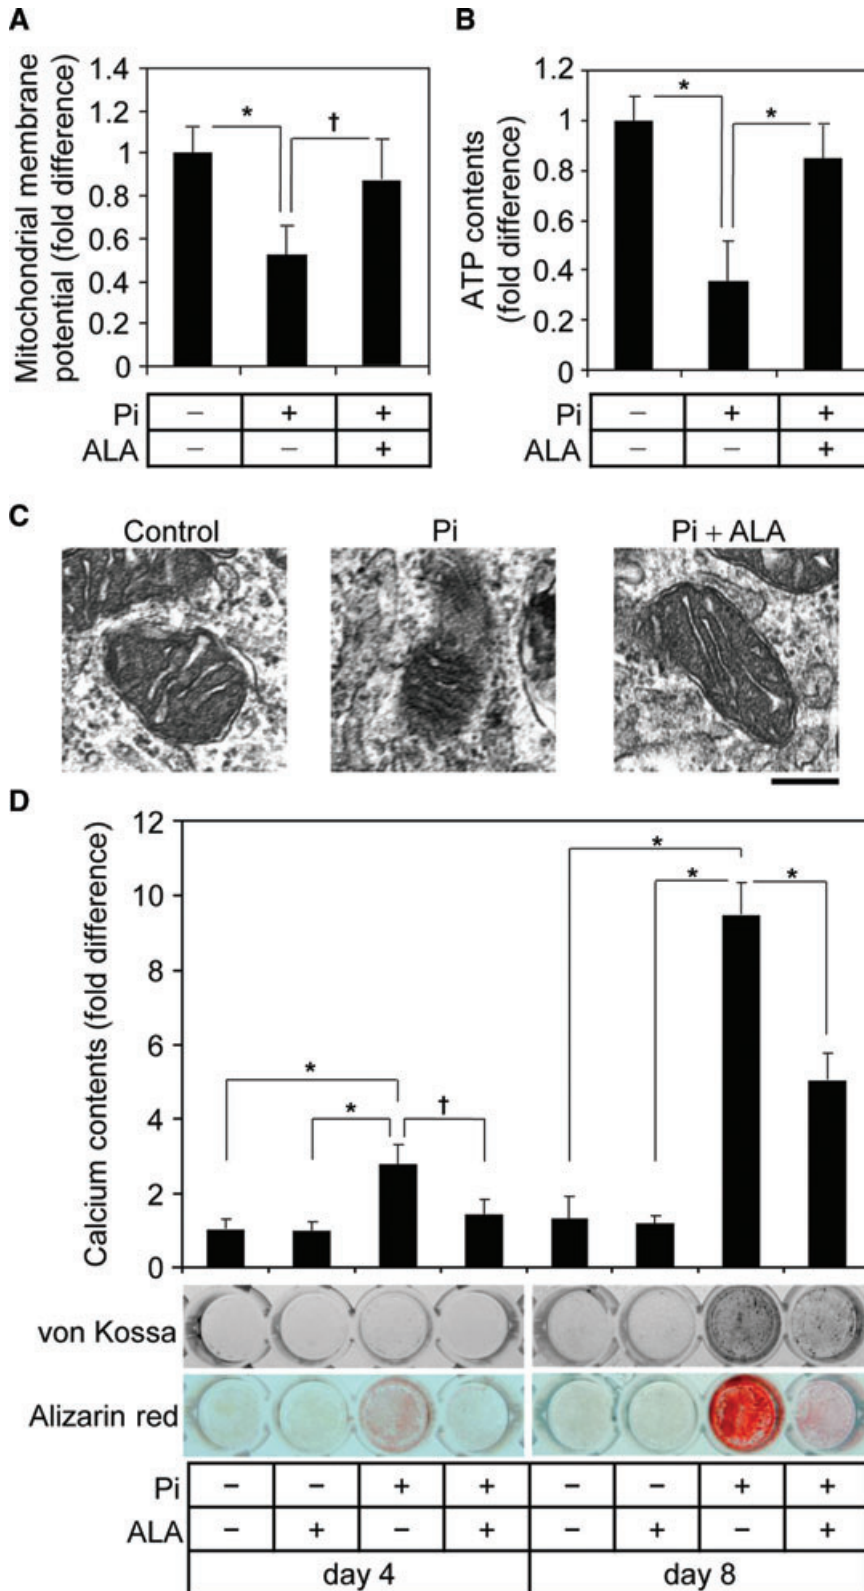 A
Mitochondrial membrane
potential (fold difference)
1.4
1.2
1
0.8
0.6
0.4
0.2
0
*
†
Pi − + +
ALA − − +
B
ATP contents
(fold difference)
1.2
1
0.8
0.6
0.4
0.2
0
*
*
Pi − + +
ALA − − +
C
Control Pi Pi + ALA
D
Calcium contents (fold difference)
12
10
8
6
4
2
0
*
*
†
*
*
*
von Kossa
Alizarin red
Pi − − + + − − + +
ALA − + − + − + − +
day 4 day 8